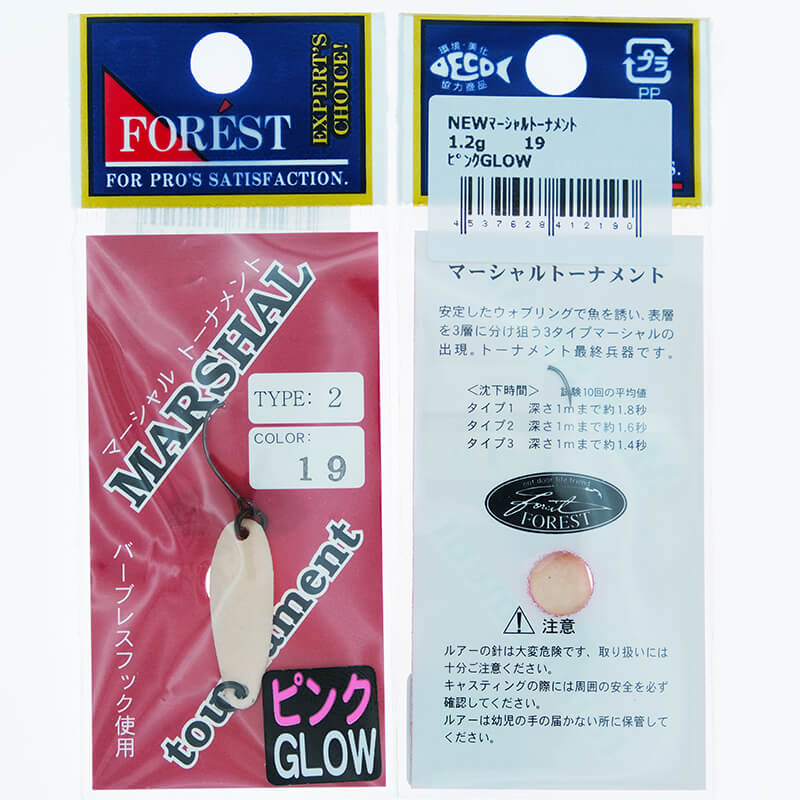 FORÉST
EXPERT'S
CHOICE!
FOR PRO'S SATISFACTION.
マーシャル トーナメント
MARSHAL
TYPE: 2
COLOR:
19
バーブレスフック使用
ピンク
GLOW
環境・美化
ECO
協力商品
プラ
PP
NEWマーシャルトーナメント
1.2g 19
ピンクGLOW
4 537628 412190
マーシャルトーナメント
安定したウォブリングで魚を誘い、表層
を3層に分け狙う3タイプマーシャルの
出現。トーナメント最終兵器です。
〈沈下時間〉 試験10回の平均値
タイプ1 深さ1mまで約1.8秒
タイプ2 深さ1mまで約1.6秒
タイプ3 深さ1mまで約1.4秒
out door life friend
Forest
FOREST
注意
ルアーの針は大変危険です、取り扱いには
十分ご注意ください。
キャスティングの際には周囲の安全を必ず
確認してください。
ルアーは幼児の手の届かない所に保管して
ください。